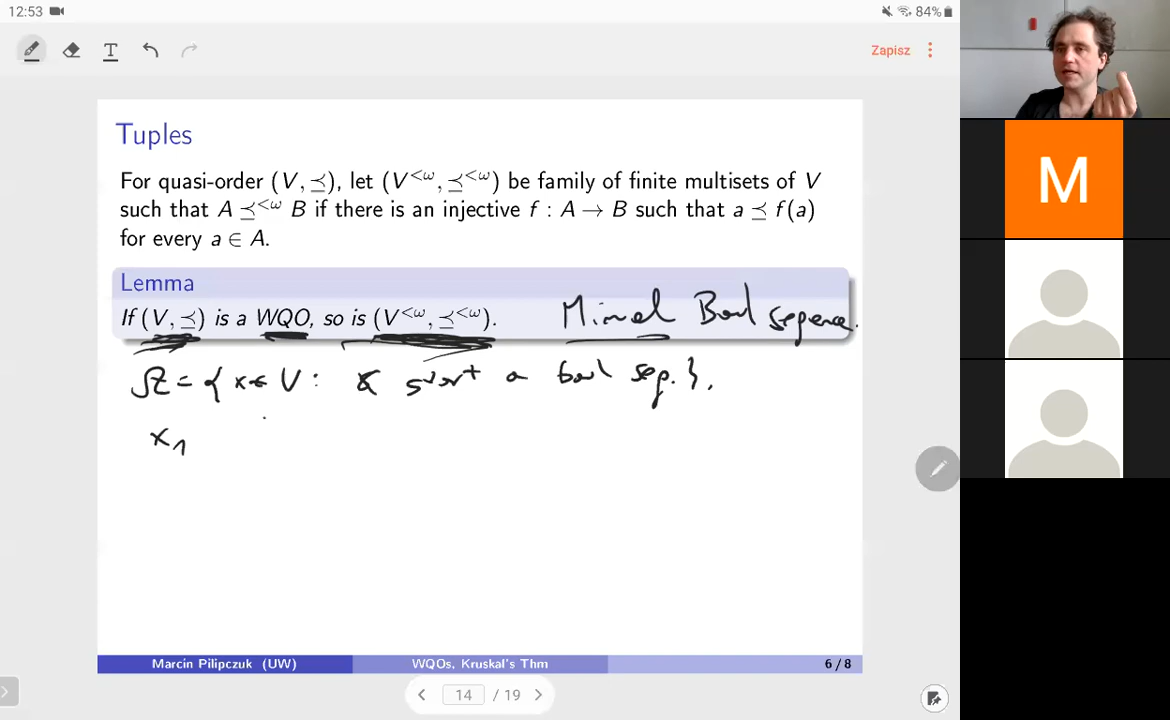 12:53 84%
T Zapisz
Tuples
For quasi-order (V, ⪯), let (V^{<ω}, ⪯^{<ω}) be family of finite multisets of V
such that A ⪯^{<ω} B if there is an injective f : A → B such that a ⪯ f(a)
for every a ∈ A.
Lemma
If (V, ⪯) is a WQO, so is (V^{<ω}, ⪯^{<ω}). Minimal Bad sequence.
Ω = { x ∈ V : x start a bad seq. }.
x₁
Marcin Pilipczuk (UW) WQOs, Kruskal's Thm 6 / 8
14 / 19
M